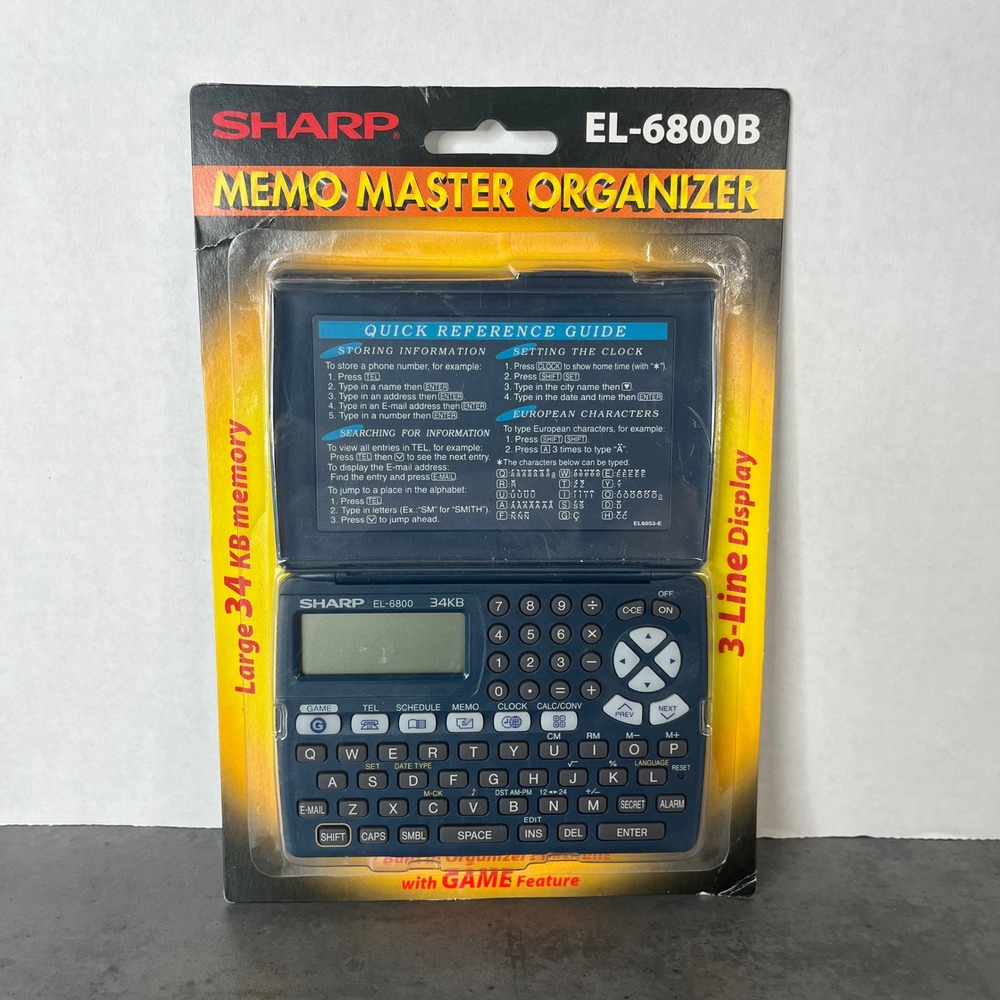 SHARP®
EL-6800B
MEMO MASTER ORGANIZER
Large 34 KB memory
3-Line Display
QUICK REFERENCE GUIDE
STORING INFORMATION
To store a phone number, for example:
1. Press TEL
2. Type in a name then ENTER
3. Type in an address then ENTER
4. Type in an E-mail address then ENTER
5. Type in a number then ENTER
SEARCHING FOR INFORMATION
To view all entries in TEL, for example:
Press TEL then to see the next entry.
To display the E-mail address:
Find the entry and press E-MAIL
To jump to a place in the alphabet:
1. Press TEL
2. Type in letters (Ex.:"SM" for "SMITH").
3. Press to jump ahead.
SETTING THE CLOCK
1. Press CLOCK to show home time (with "*").
2. Press SHIFT SET.
3. Type in the city name then ▼.
4. Type in the date and time then ENTER
EUROPEAN CHARACTERS
To type European characters, for example:
1. Press SHIFT SHIFT
2. Press A 3 times to type "Ä".
*The characters below can be typed.
EL6053-E
SHARP EL-6800 34KB
OFF
7 8 9 ÷ C·CE ON
4 5 6 ×
1 2 3 −
0 • = +
PREV NEXT
GAME TEL SCHEDULE MEMO CLOCK CALC/CONV
G
CM RM M− M+
Q W E R T Y U I O P
SET DATE TYPE √ % LANGUAGE RESET
A S D F G H J K L
M-CK ♪ DST AM-PM 12◄►24 +/−
E-MAIL Z X C V B N M SECRET ALARM
EDIT
SHIFT CAPS SMBL SPACE INS DEL ENTER
with GAME Feature